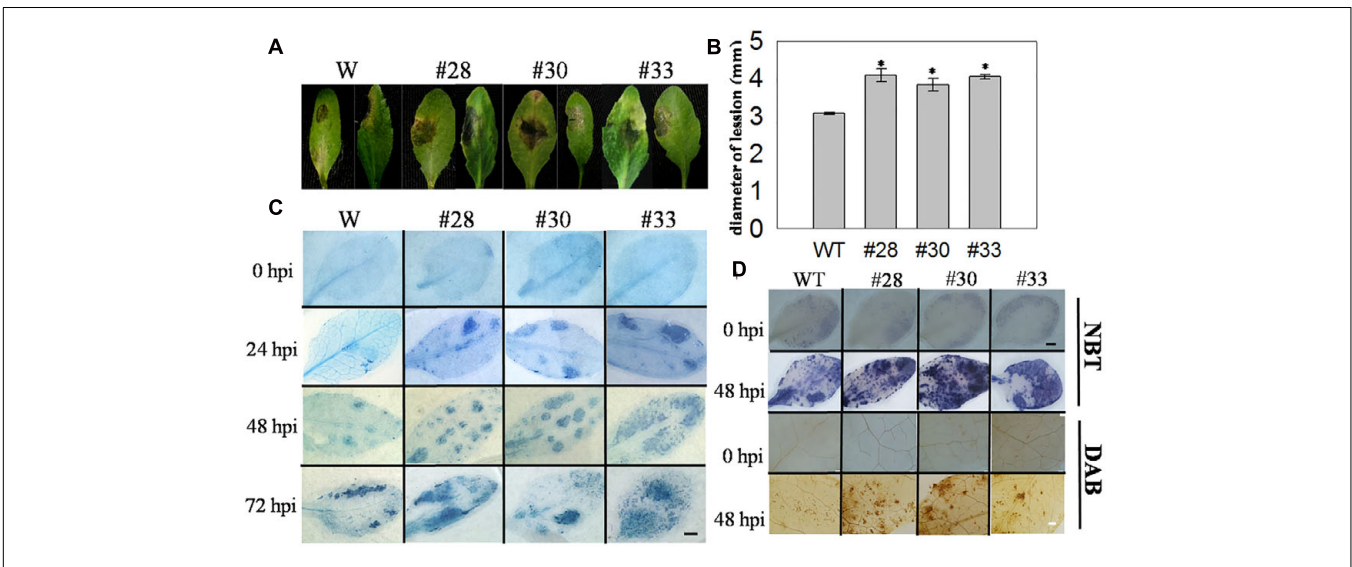 A
W #28 #30 #33
B
diameter of lession (mm)
5
4
3
2
1
0
* * *
WT #28 #30 #33
C
W #28 #30 #33
0 hpi
24 hpi
48 hpi
72 hpi
D
WT #28 #30 #33
0 hpi
48 hpi
NBT
0 hpi
48 hpi
DAB